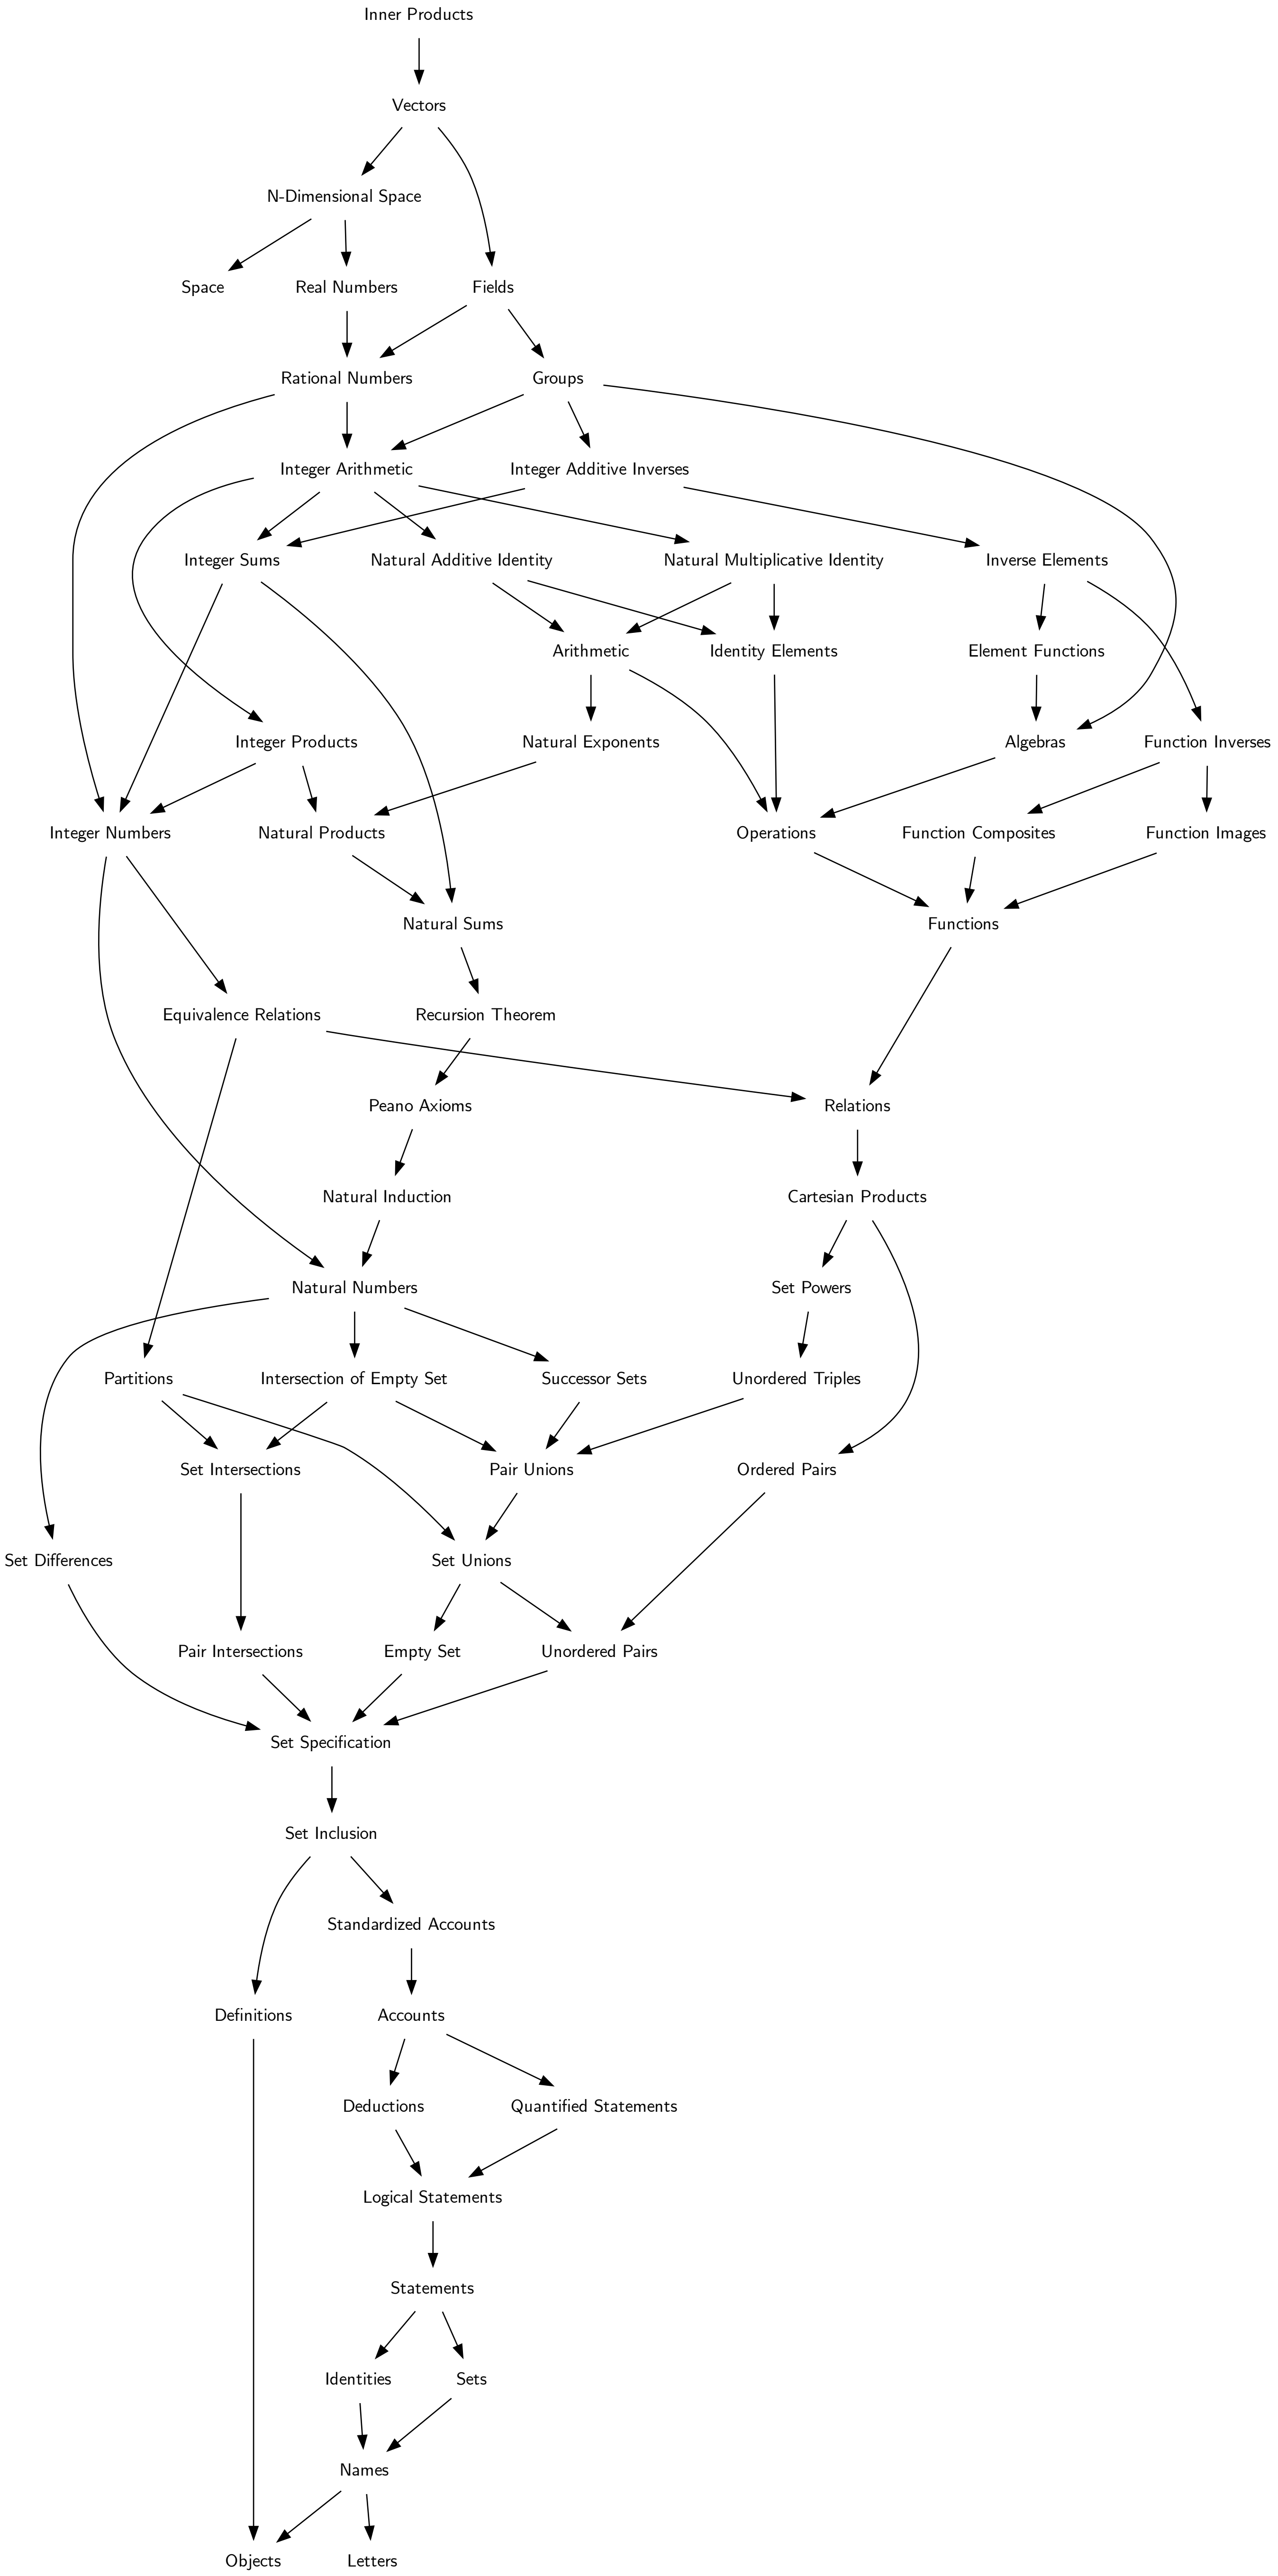 Inner Products
Vectors
N-Dimensional Space
Space
Real Numbers
Fields
Rational Numbers
Groups
Integer Arithmetic
Integer Additive Inverses
Integer Sums
Natural Additive Identity
Natural Multiplicative Identity
Inverse Elements
Arithmetic
Identity Elements
Element Functions
Integer Products
Natural Exponents
Algebras
Function Inverses
Integer Numbers
Natural Products
Operations
Function Composites
Function Images
Natural Sums
Functions
Equivalence Relations
Recursion Theorem
Peano Axioms
Relations
Natural Induction
Cartesian Products
Natural Numbers
Set Powers
Partitions
Intersection of Empty Set
Successor Sets
Unordered Triples
Set Intersections
Pair Unions
Ordered Pairs
Set Differences
Set Unions
Pair Intersections
Empty Set
Unordered Pairs
Set Specification
Set Inclusion
Standardized Accounts
Definitions
Accounts
Deductions
Quantified Statements
Logical Statements
Statements
Identities
Sets
Names
Objects
Letters